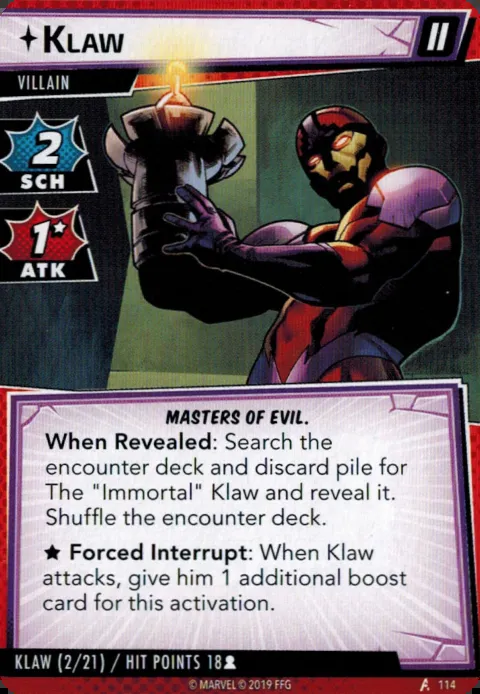 KLAW
II
VILLAIN
2
SCH
1★
ATK
MASTERS OF EVIL.
When Revealed: Search the
encounter deck and discard pile for
The "Immortal" Klaw and reveal it.
Shuffle the encounter deck.
★ Forced Interrupt: When Klaw
attacks, give him 1 additional boost
card for this activation.
KLAW (2/21) / HIT POINTS 18
© MARVEL © 2019 FFG
114